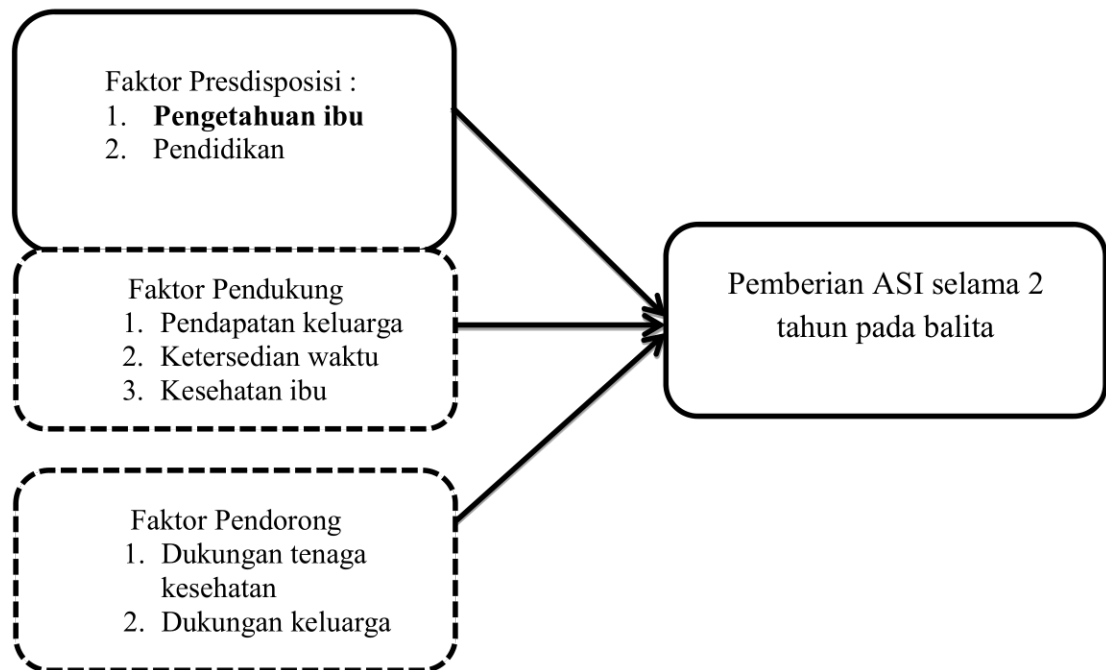 Faktor Presdisposisi :
1. Pengetahuan ibu
2. Pendidikan
Faktor Pendukung
1. Pendapatan keluarga
2. Ketersedian waktu
3. Kesehatan ibu
Faktor Pendorong
1. Dukungan tenaga
kesehatan
2. Dukungan keluarga
Pemberian ASI selama 2
tahun pada balita